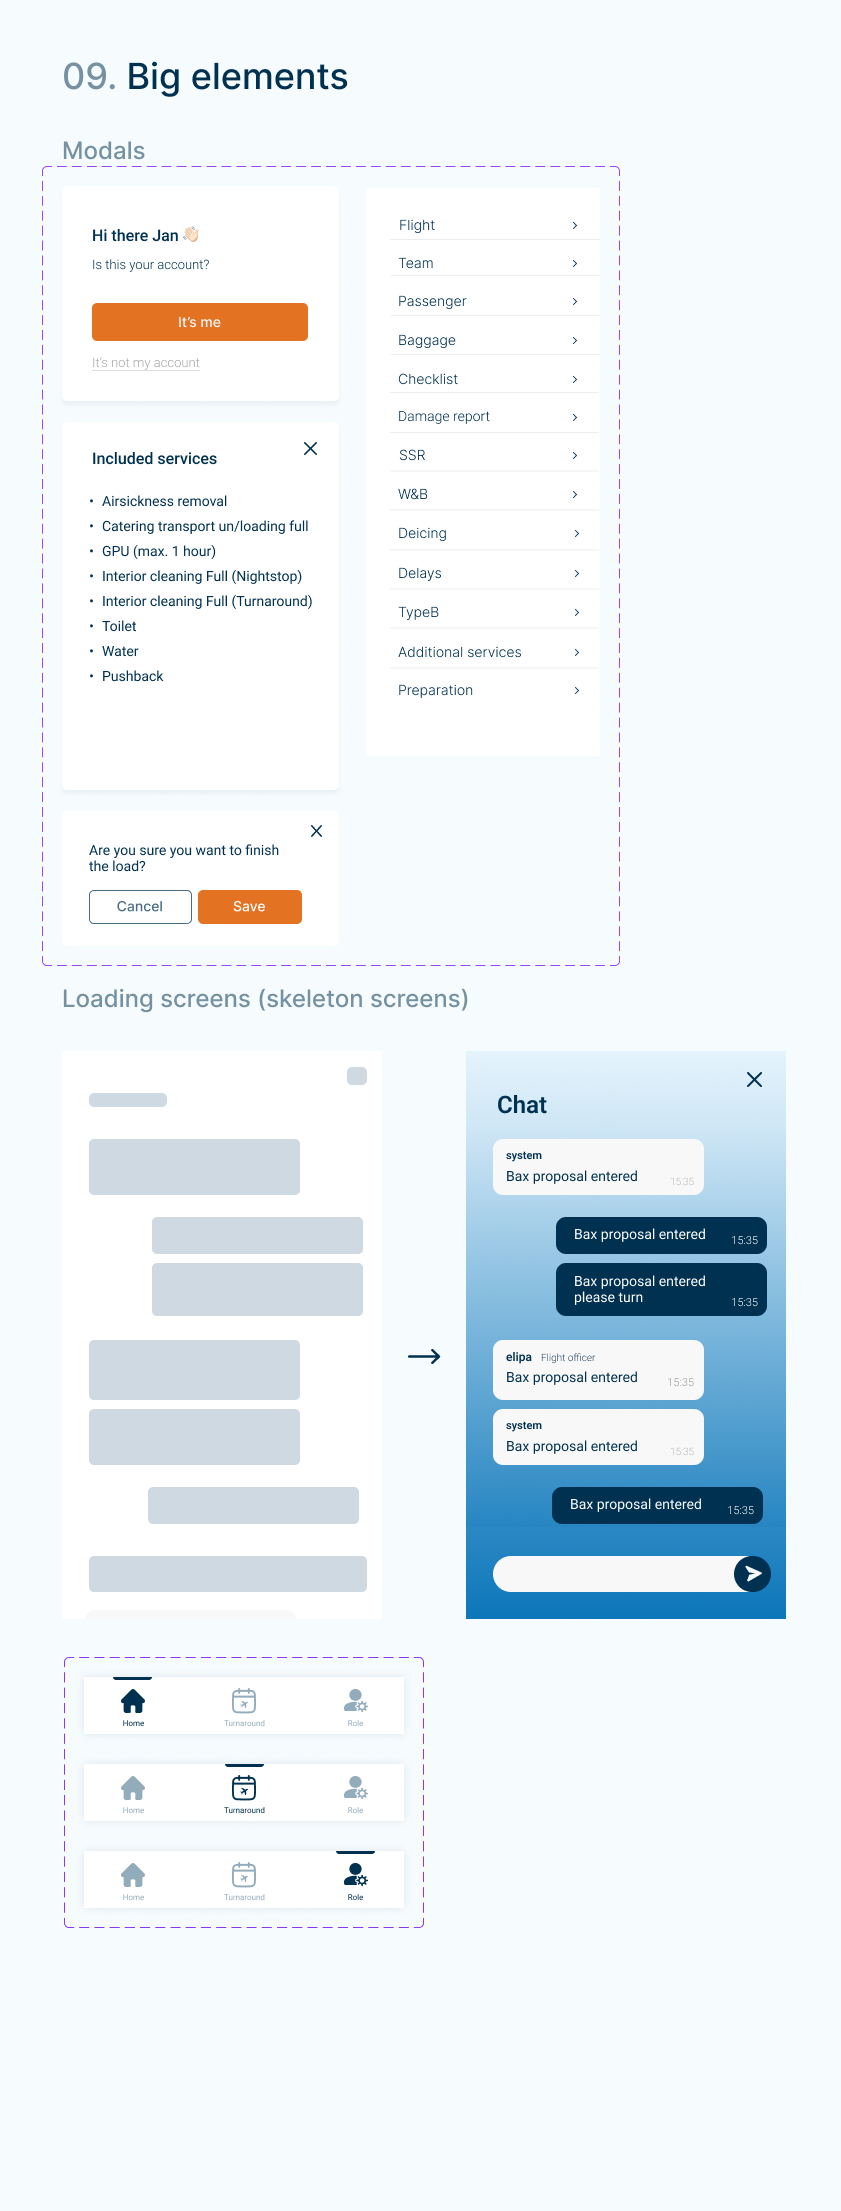 09. Big elements
Modals
Hi there Jan 👋🏻
Is this your account?
It's me
It's not my account
Included services
• Airsickness removal
• Catering transport un/loading full
• GPU (max. 1 hour)
• Interior cleaning Full (Nightstop)
• Interior cleaning Full (Turnaround)
• Toilet
• Water
• Pushback
Are you sure you want to finish
the load?
Cancel
Save
Flight
Team
Passenger
Baggage
Checklist
Damage report
SSR
W&B
Deicing
Delays
TypeB
Additional services
Preparation
Loading screens (skeleton screens)
Chat
system
Bax proposal entered
15:35
Bax proposal entered
15:35
Bax proposal entered
please turn
15:35
elipa Flight officer
Bax proposal entered
15:35
system
Bax proposal entered
15:35
Bax proposal entered
15:35
Home
Turnaround
Role
Home
Turnaround
Role
Home
Turnaround
Role